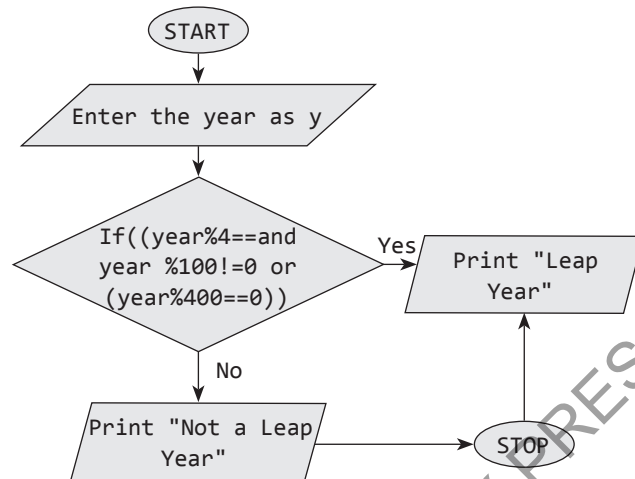 START
Enter the year as y
If((year%4==and
year %100!=0 or
(year%400==0))
Yes
Print "Leap
Year"
No
Print "Not a Leap
Year"
STOP
PRES